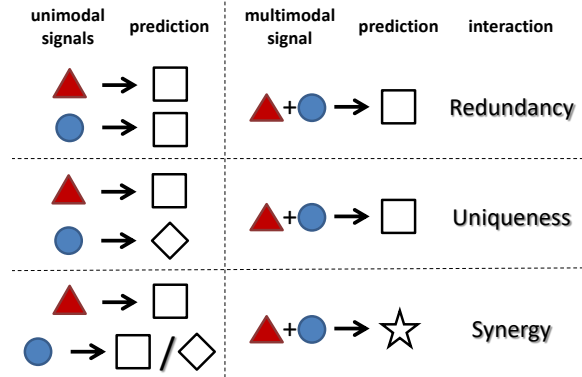 unimodal signals prediction
multimodal signal prediction interaction
+ Redundancy
+ Uniqueness
/ + Synergy